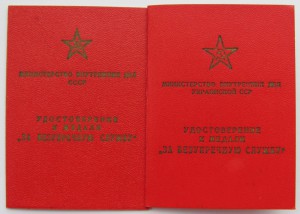 МИНИСТЕРСТВО ВНУТРЕННИХ ДЕЛ
СССР
УДОСТОВЕРЕНИЕ
К МЕДАЛИ
„ЗА БЕЗУПРЕЧНУЮ СЛУЖБУ"
МИНИСТЕРСТВО ВНУТРЕННИХ ДЕЛ
УКРАИНСКОЙ ССР
УДОСТОВЕРЕНИЕ
К МЕДАЛИ
„ЗА БЕЗУПРЕЧНУЮ СЛУЖБУ"